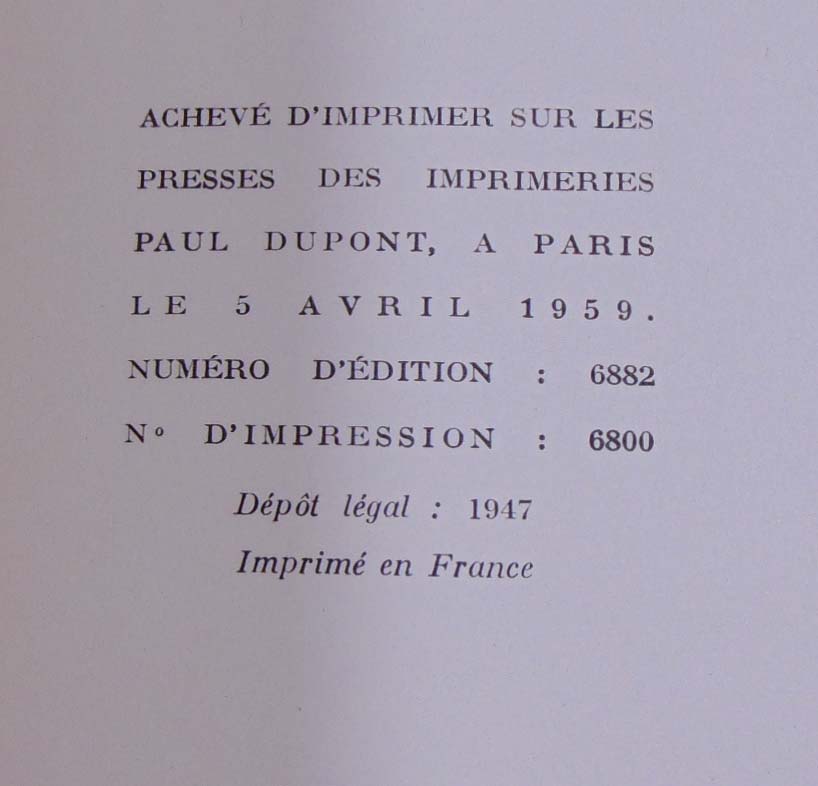 ACHEVÉ D'IMPRIMER SUR LES
PRESSES DES IMPRIMERIES
PAUL DUPONT, A PARIS
LE 5 AVRIL 1959.
NUMÉRO D'ÉDITION : 6882
Nº D'IMPRESSION : 6800
Dépôt légal : 1947
Imprimé en France